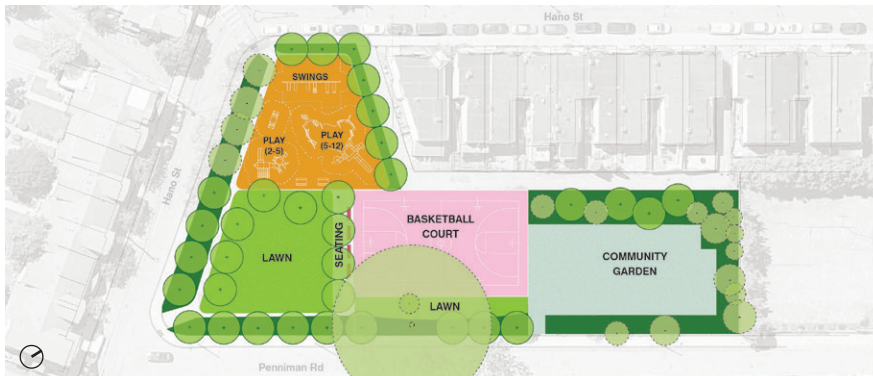 Hano St
SWINGS
PLAY
(2-5)
PLAY
(5-12)
Hano St
BASKETBALL
COURT
SEATING
LAWN
COMMUNITY
GARDEN
LAWN
Penniman Rd